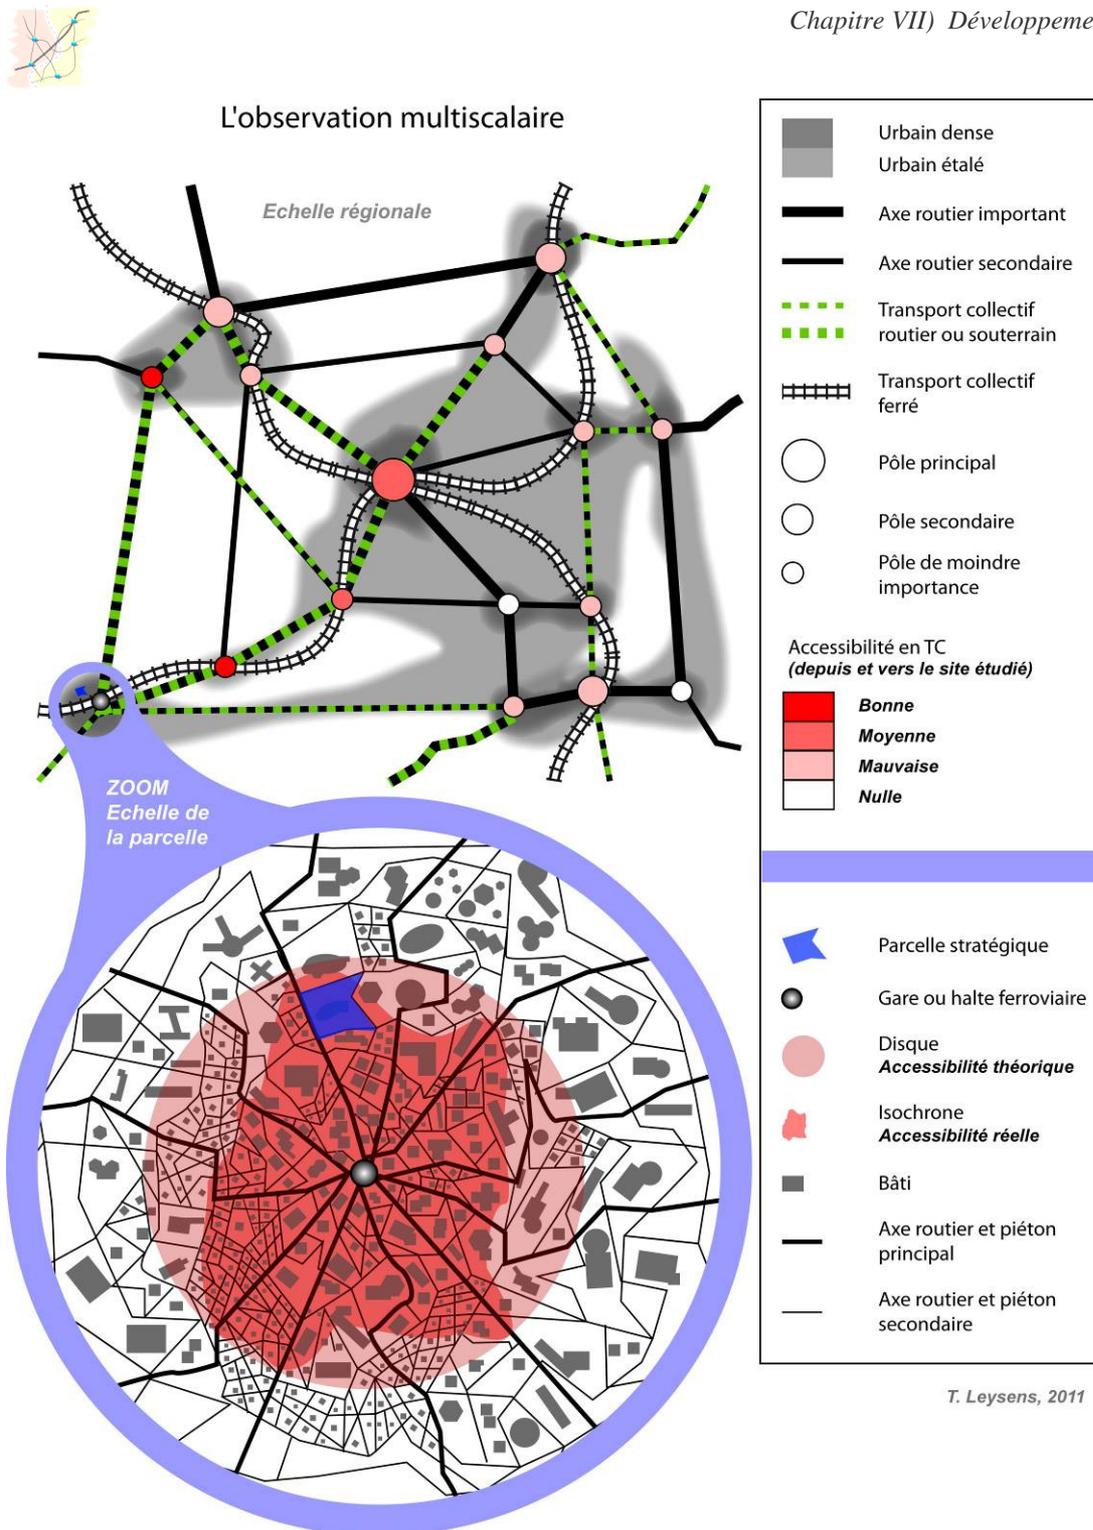 Chapitre VII) Développeme
L'observation multiscalaire
Echelle régionale
ZOOM
Echelle de
la parcelle
Urbain dense
Urbain étalé
Axe routier important
Axe routier secondaire
Transport collectif
routier ou souterrain
Transport collectif
ferré
Pôle principal
Pôle secondaire
Pôle de moindre
importance
Accessibilité en TC
(depuis et vers le site étudié)
Bonne
Moyenne
Mauvaise
Nulle
Parcelle stratégique
Gare ou halte ferroviaire
Disque
Accessibilité théorique
Isochrone
Accessibilité réelle
Bâti
Axe routier et piéton
principal
Axe routier et piéton
secondaire
T. Leysens, 2011